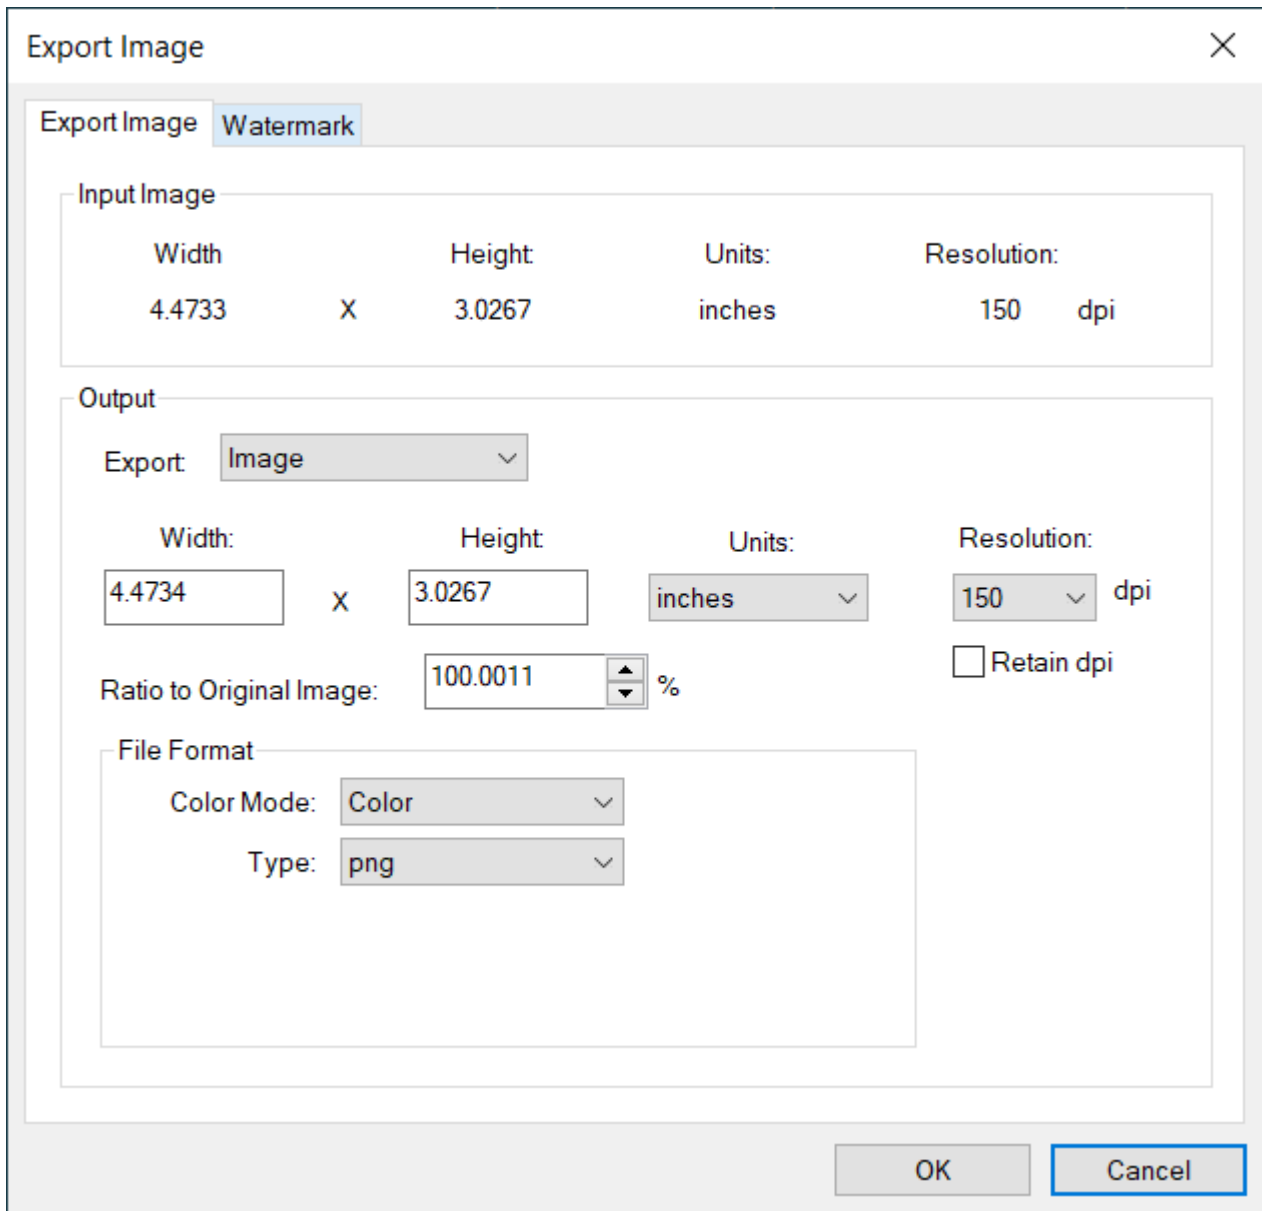 Export Image
Export Image Watermark
Input Image
Width Height: Units: Resolution:
4.4733 X 3.0267 inches 150 dpi
Output
Export: Image
Width: Height: Units: Resolution:
4.4734 X 3.0267 inches 150 dpi
Retain dpi
Ratio to Original Image: 100.0011 %
File Format
Color Mode: Color
Type: png
OK Cancel